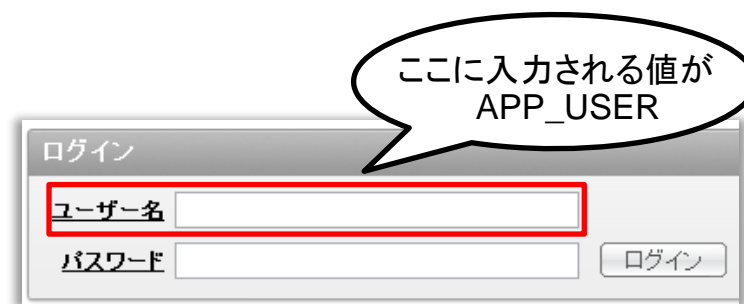 ここに入力される値が
APP_USER
ログイン
ユーザー名
パスワード
ログイン